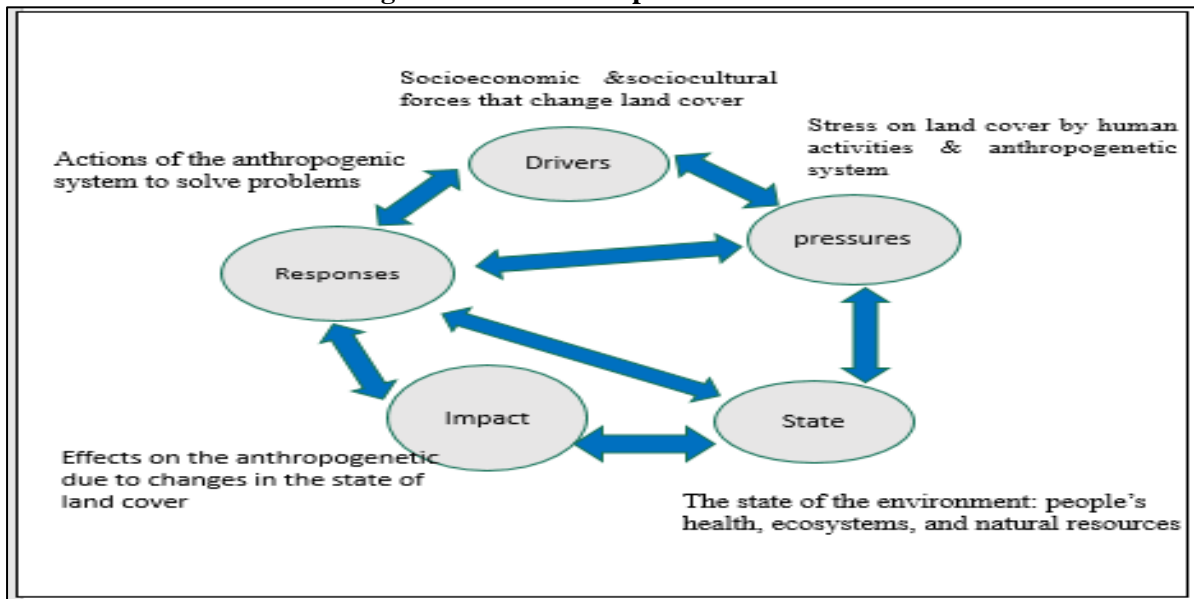 Socioeconomic &sociocultural
forces that change land cover
Drivers
Stress on land cover by human
activities & anthropogenetic
system
pressures
Actions of the anthropogenic
system to solve problems
Responses
Impact
Effects on the anthropogenetic
due to changes in the state of
land cover
State
The state of the environment: people's
health, ecosystems, and natural resources